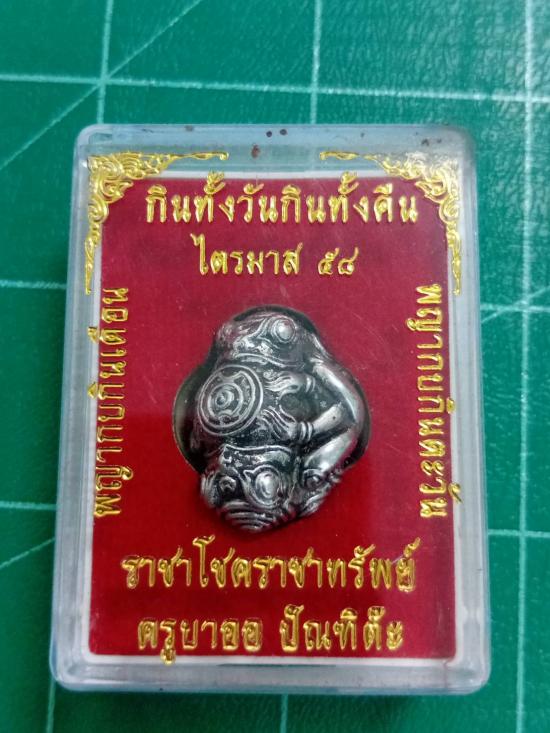 กินทั้งวันกินทั้งคืน
ไตรมาส ๕๘
พญากบกินเดือน
พญากบกินตะวัน
ราชาโชคราชาทรัพย์
ครูบาออ ปัณฑิต๊ะ